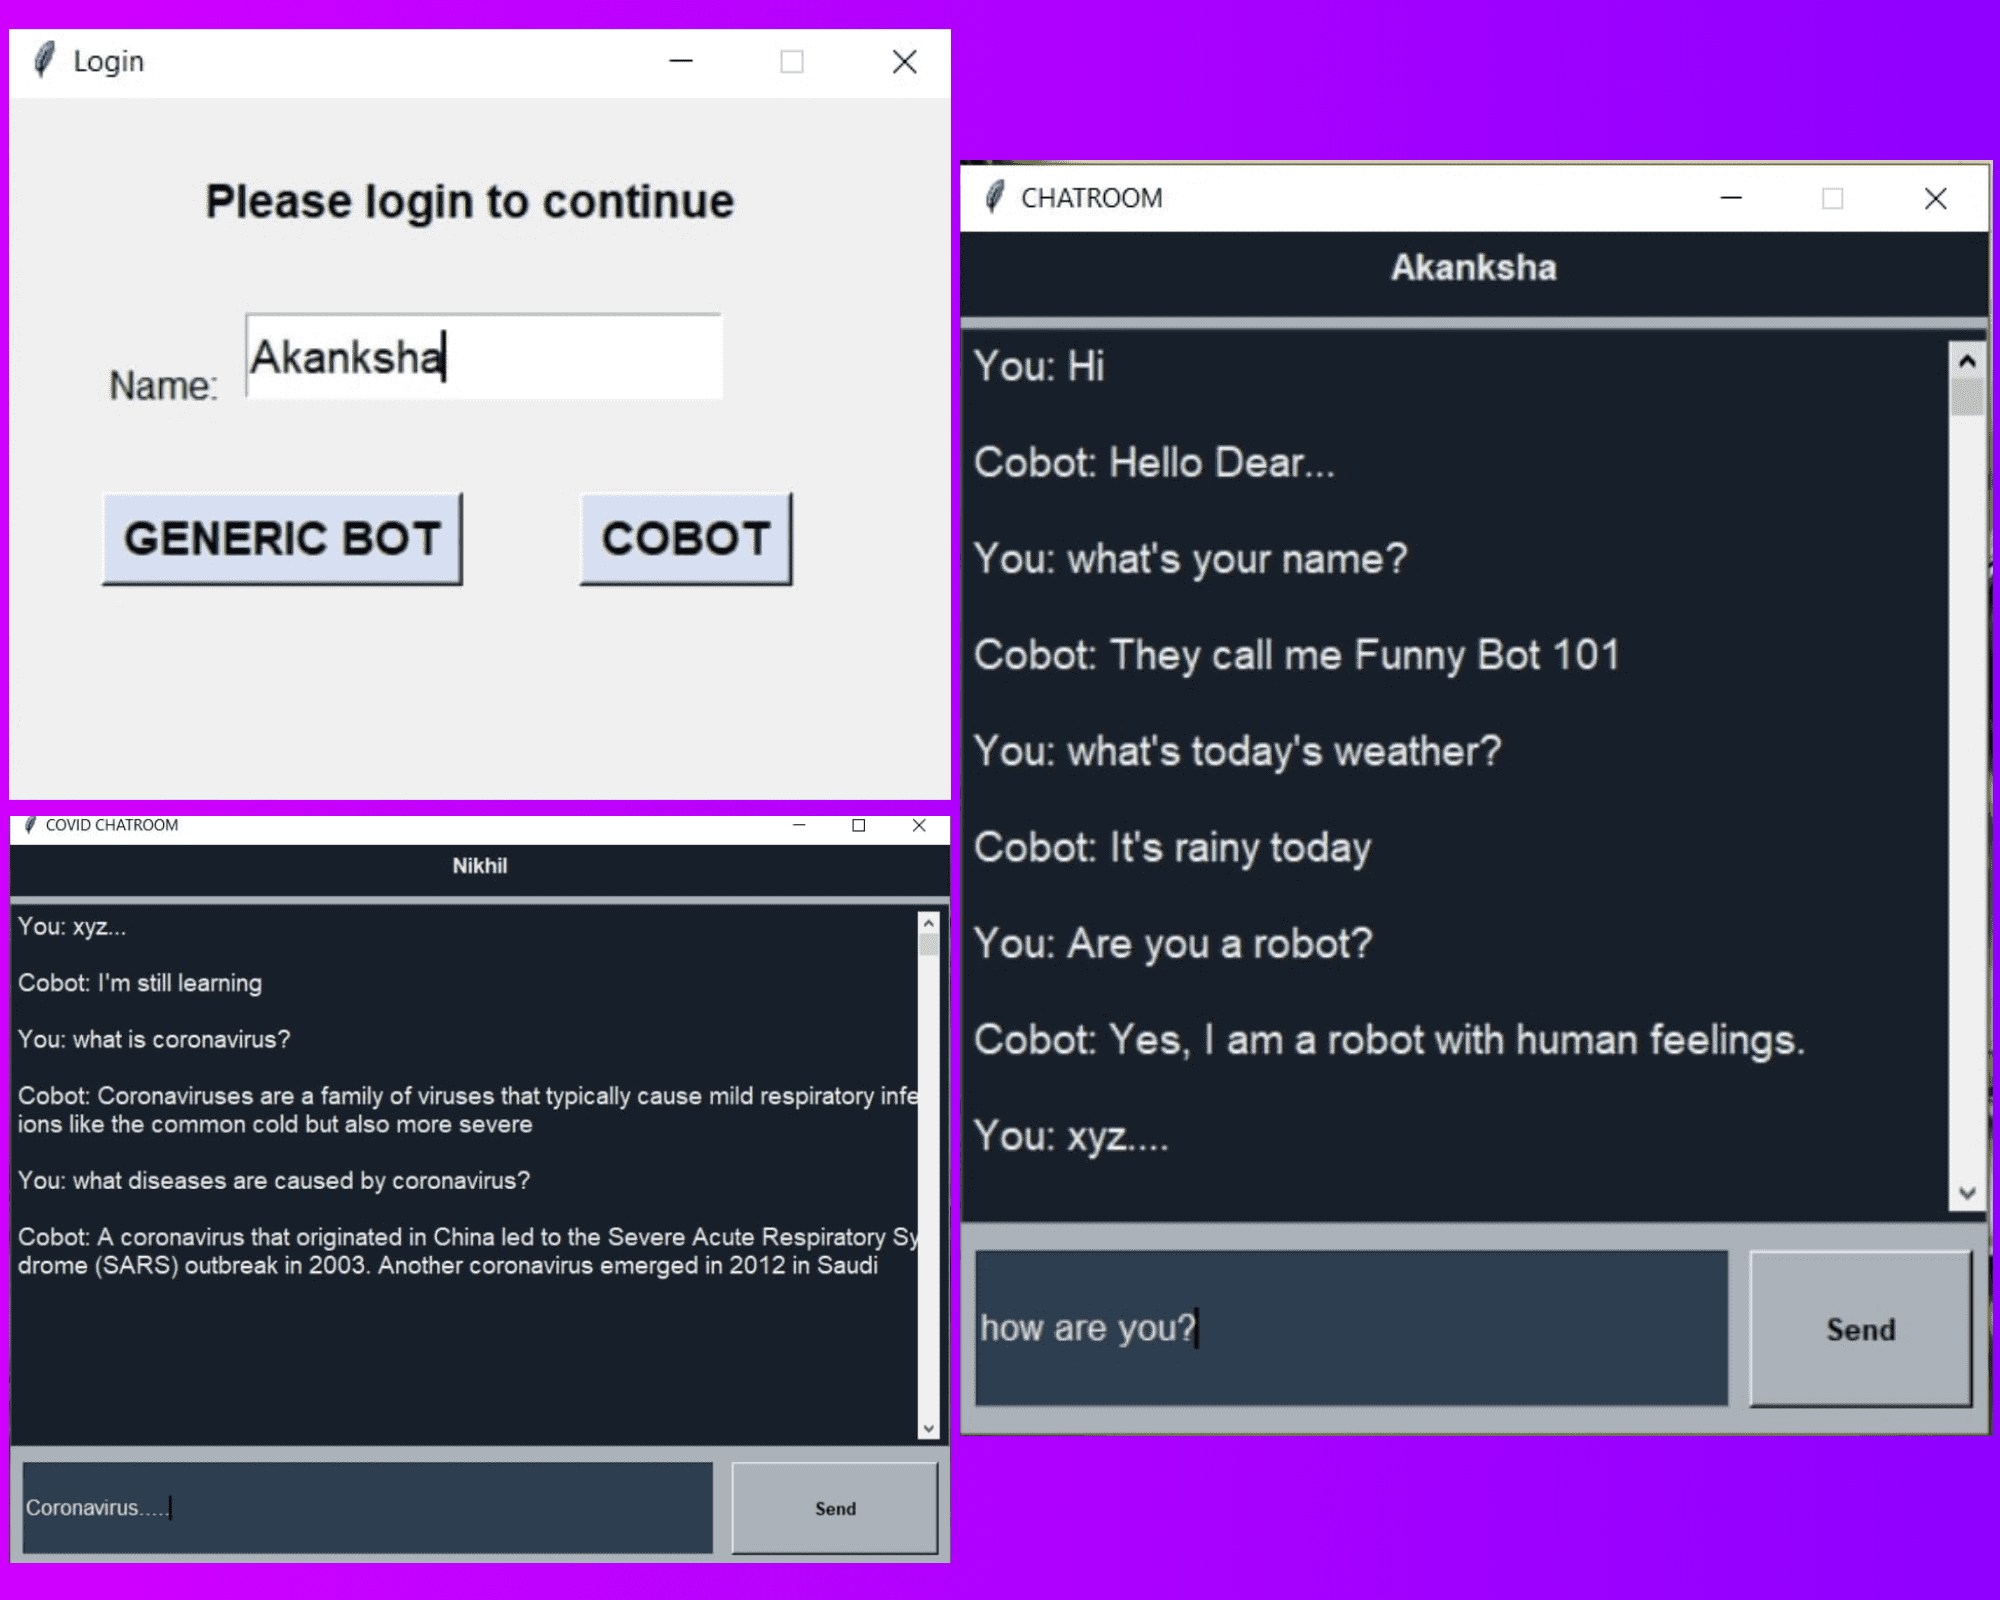 Login
Please login to continue
Name:
Akanksha
GENERIC BOT
COBOT
COVID CHATROOM
Nikhil
You: xyz...
Cobot: I'm still learning
You: what is coronavirus?
Cobot: Coronaviruses are a family of viruses that typically cause mild respiratory infe
ions like the common cold but also more severe
You: what diseases are caused by coronavirus?
Cobot: A coronavirus that originated in China led to the Severe Acute Respiratory Sy
drome (SARS) outbreak in 2003. Another coronavirus emerged in 2012 in Saudi
Coronavirus.....
Send
CHATROOM
Akanksha
You: Hi
Cobot: Hello Dear...
You: what's your name?
Cobot: They call me Funny Bot 101
You: what's today's weather?
Cobot: It's rainy today
You: Are you a robot?
Cobot: Yes, I am a robot with human feelings.
You: xyz....
how are you?
Send